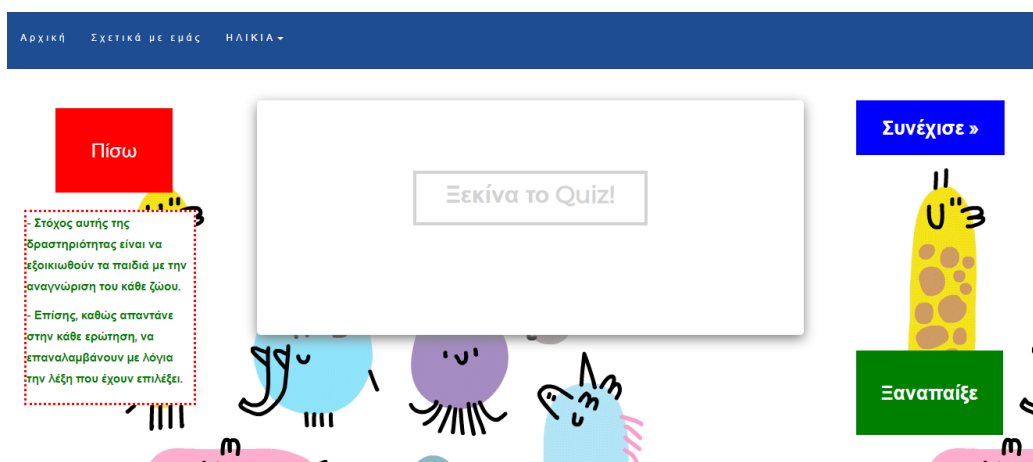 Αρχική Σχετικά με εμάς ΗΛΙΚΙΑ
Πίσω
- Στόχος αυτής της
δραστηριότητας είναι να
εξοικιωθούν τα παιδιά με την
αναγνώριση του κάθε ζώου.
- Επίσης, καθώς απαντάνε
στην κάθε ερώτηση, να
επαναλαμβάνουν με λόγια
την λέξη που έχουν επιλέξει.
Ξεκίνα το Quiz!
Συνέχισε »
Ξαναπαίξε